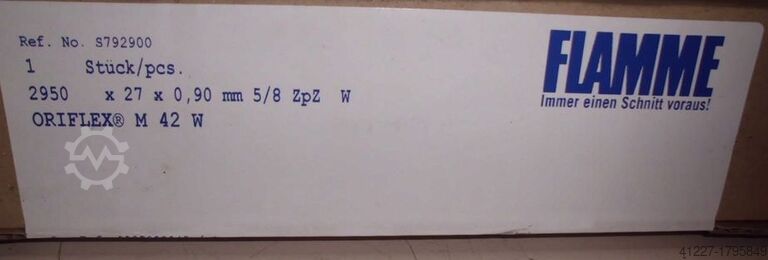 Ref. No. S792900
1 Stück/pcs.
2950 x 27 x 0,90 mm 5/8 ZpZ W
ORIFLEX® M 42 W
FLAMME
Immer einen Schnitt voraus!
41227-1795849